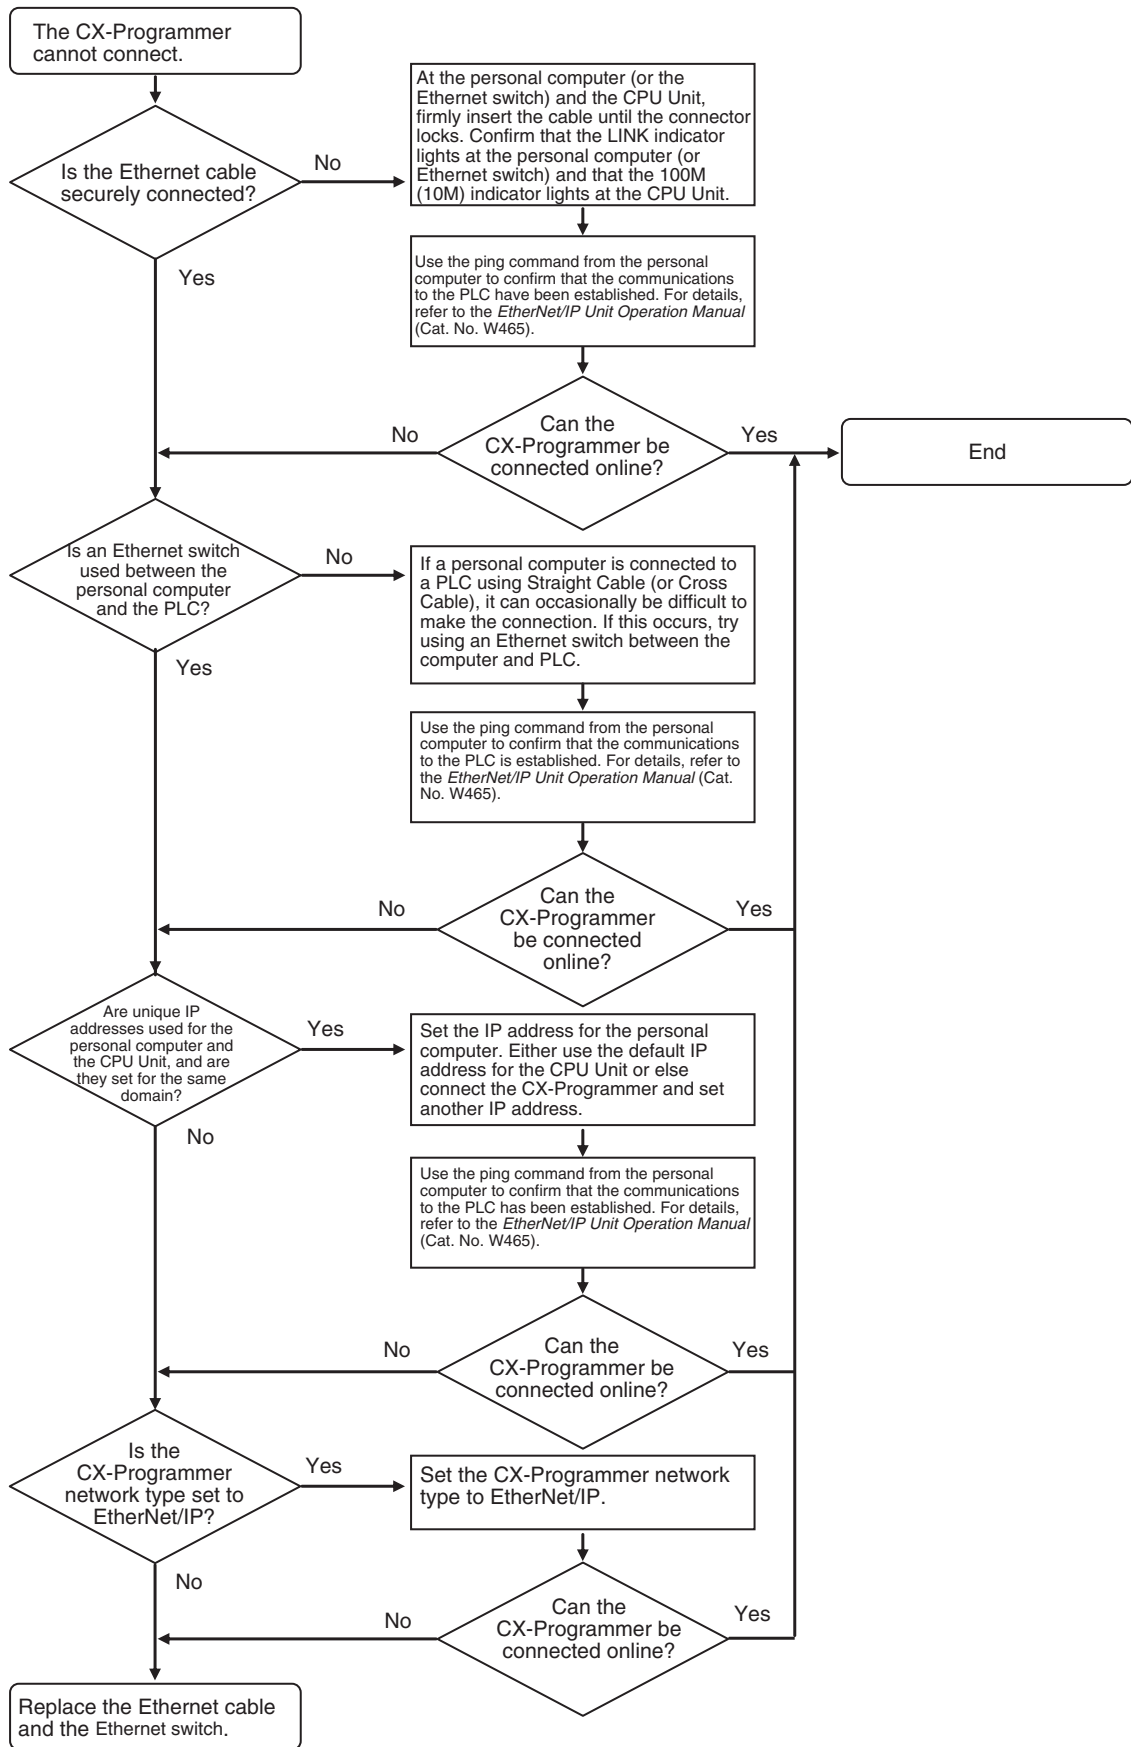 The CX-Programmer
cannot connect.
At the personal computer (or the
Ethernet switch) and the CPU Unit,
firmly insert the cable until the connector
locks. Confirm that the LINK indicator
lights at the personal computer (or
Ethernet switch) and that the 100M
(10M) indicator lights at the CPU Unit.
Is the Ethernet cable
securely connected?
No
Yes
Use the ping command from the personal
computer to confirm that the communications
to the PLC have been established. For details,
refer to the EtherNet/IP Unit Operation Manual
(Cat. No. W465).
Can the
CX-Programmer be
connected online?
No
Yes
End
Is an Ethernet switch
used between the
personal computer
and the PLC?
No
Yes
If a personal computer is connected to
a PLC using Straight Cable (or Cross
Cable), it can occasionally be difficult to
make the connection. If this occurs, try
using an Ethernet switch between the
computer and PLC.
Use the ping command from the personal
computer to confirm that the communications
to the PLC is established. For details, refer to
the EtherNet/IP Unit Operation Manual (Cat.
No. W465).
Can the
CX-Programmer
be connected
online?
No
Yes
Are unique IP
addresses used for the
personal computer and
the CPU Unit, and are
they set for the same
domain?
Yes
No
Set the IP address for the personal
computer. Either use the default IP
address for the CPU Unit or else
connect the CX-Programmer and set
another IP address.
Use the ping command from the personal
computer to confirm that the communications
to the PLC has been established. For details,
refer to the EtherNet/IP Unit Operation Manual
(Cat. No. W465).
Can the
CX-Programmer be
connected online?
No
Yes
Is the
CX-Programmer
network type set to
EtherNet/IP?
Yes
No
Set the CX-Programmer network
type to EtherNet/IP.
Can the
CX-Programmer be
connected online?
No
Yes
Replace the Ethernet cable
and the Ethernet switch.